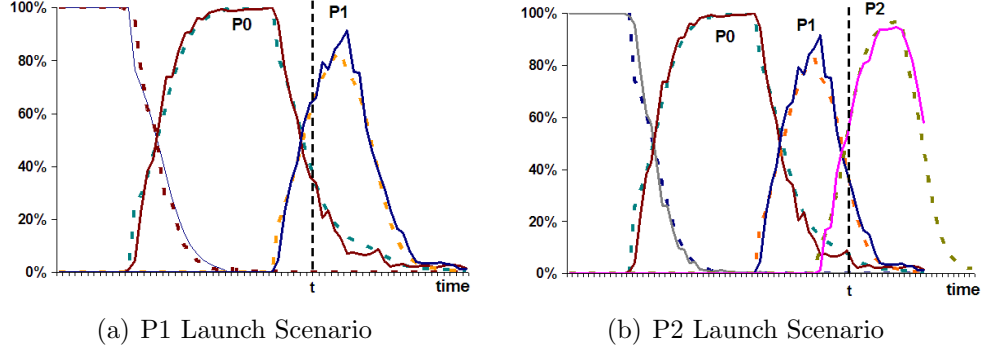 100%
80%
60%
40%
20%
0%
P0
P1
t
time
(a) P1 Launch Scenario
100%
80%
60%
40%
20%
0%
P0
P1
P2
t
time
(b) P2 Launch Scenario